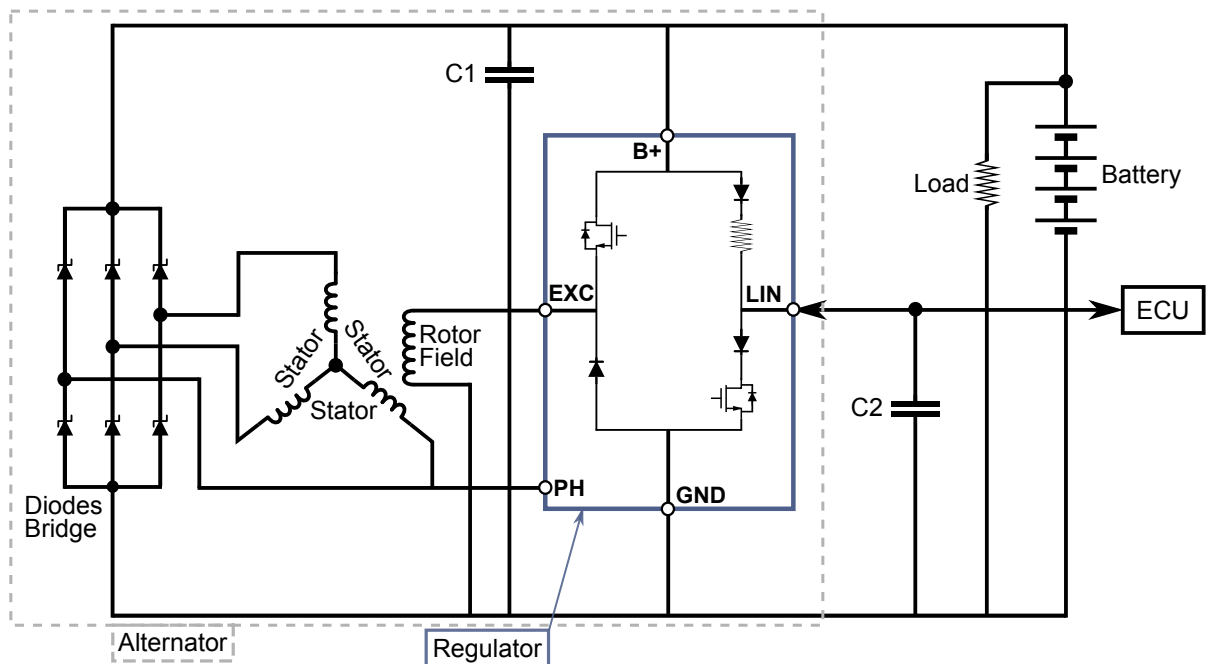 C1
B+
Load
Battery
EXC
LIN
ECU
Rotor
Field
Stator
Stator
Stator
C2
PH
GND
Diodes
Bridge
Alternator
Regulator